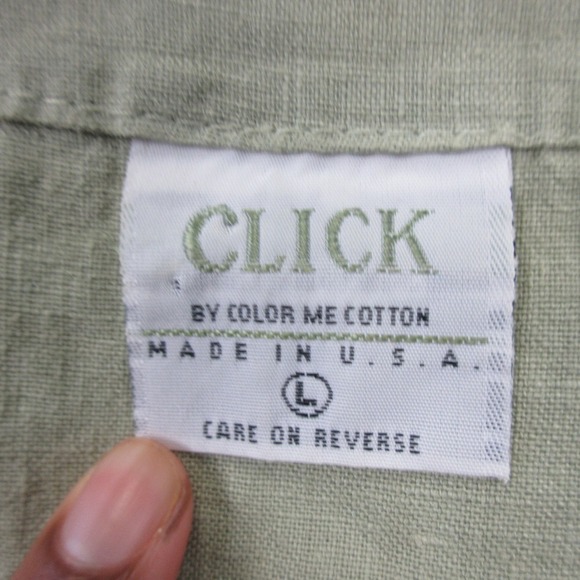 CLICK
BY COLOR ME COTTON
MADE IN U.S.A.
L
CARE ON REVERSE